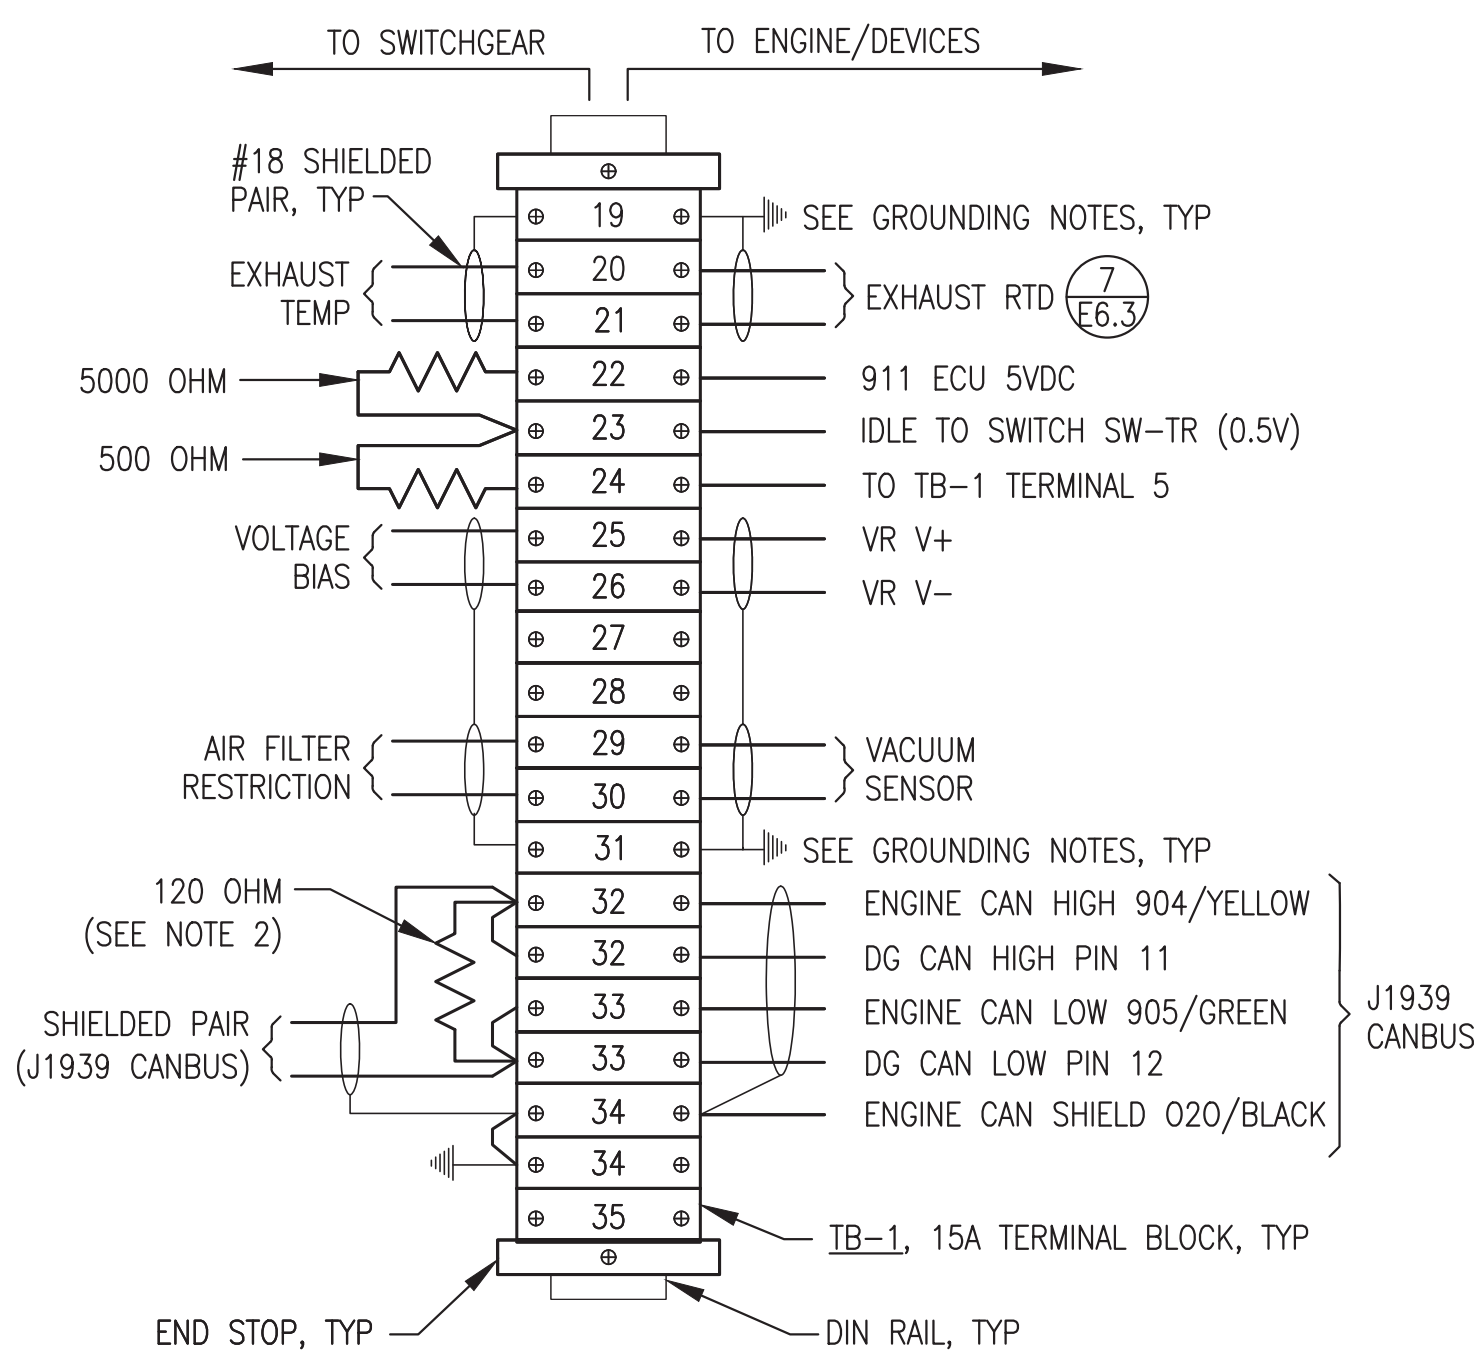 TO SWITCHGEAR
TO ENGINE/DEVICES
#18 SHIELDED
PAIR, TYP
19
SEE GROUNDING NOTES, TYP
EXHAUST
TEMP
20
21
EXHAUST RTD
7
E6.3
5000 OHM
22
911 ECU 5VDC
23
IDLE TO SWITCH SW-TR (0.5V)
500 OHM
24
TO TB-1 TERMINAL 5
VOLTAGE
BIAS
25
VR V+
26
VR V-
27
28
AIR FILTER
RESTRICTION
29
30
VACUUM
SENSOR
31
SEE GROUNDING NOTES, TYP
120 OHM
(SEE NOTE 2)
32
ENGINE CAN HIGH 904/YELLOW
32
DG CAN HIGH PIN 11
SHIELDED PAIR
(J1939 CANBUS)
33
ENGINE CAN LOW 905/GREEN
33
DG CAN LOW PIN 12
J1939
CANBUS
34
ENGINE CAN SHIELD 020/BLACK
34
35
TB-1, 15A TERMINAL BLOCK, TYP
END STOP, TYP
DIN RAIL, TYP